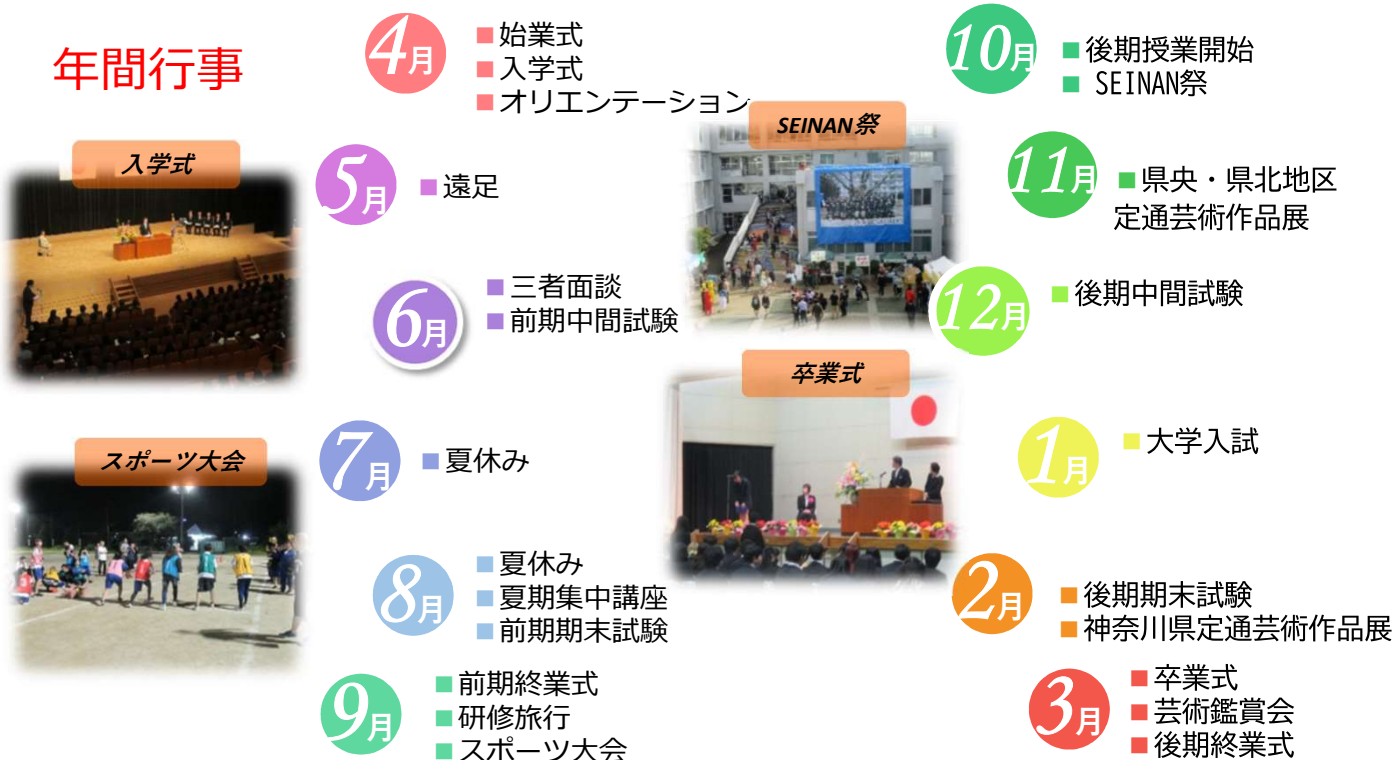 年間行事
4月
■始業式
■入学式
■オリエンテーション
入学式
5月
■遠足
6月
■三者面談
■前期中間試験
スポーツ大会
7月
■夏休み
8月
■夏休み
■夏期集中講座
■前期期末試験
9月
■前期終業式
■研修旅行
■スポーツ大会
10月
■後期授業開始
■ SEINAN祭
SEINAN祭
11月
■県央・県北地区
定通芸術作品展
12月
■後期中間試験
卒業式
1月
■大学入試
2月
■後期期末試験
■神奈川県定通芸術作品展
3月
■卒業式
■芸術鑑賞会
■後期終業式